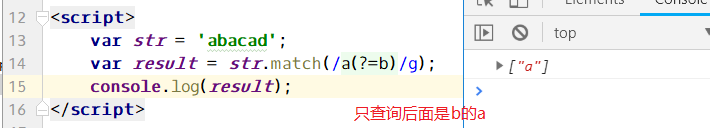 Elements
top
12 <script>
13 var str = 'abacad';
14 var result = str.match(/a(?=b)/g);
15 console.log(result);
16 </script>
▶ ["a"]
只查询后面是b的a